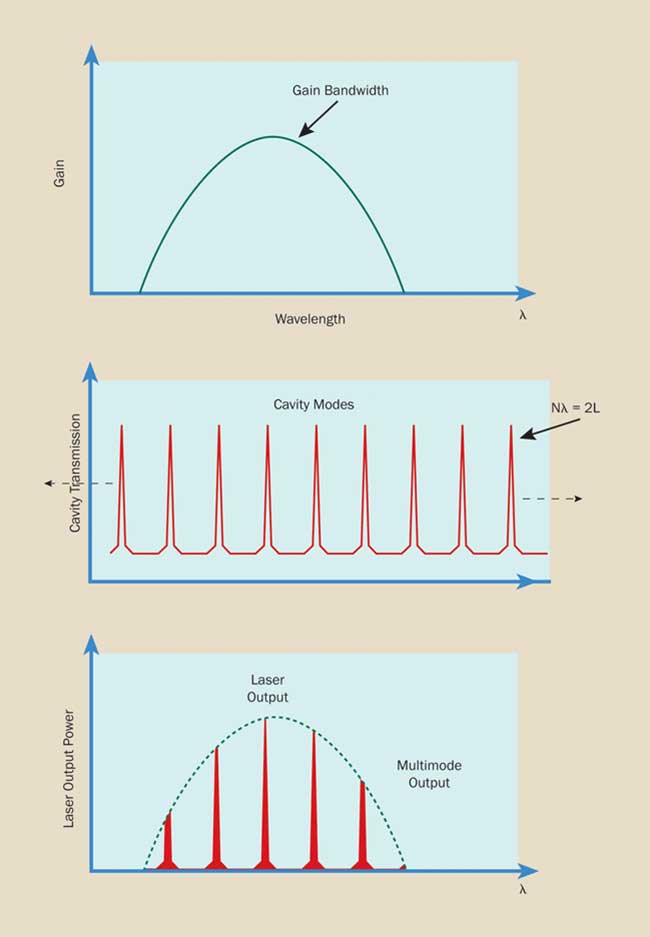 Gain Bandwidth
Gain
Wavelength
λ
Cavity Modes
Nλ = 2L
Cavity Transmission
Laser
Output
Laser Output Power
Multimode
Output
λ